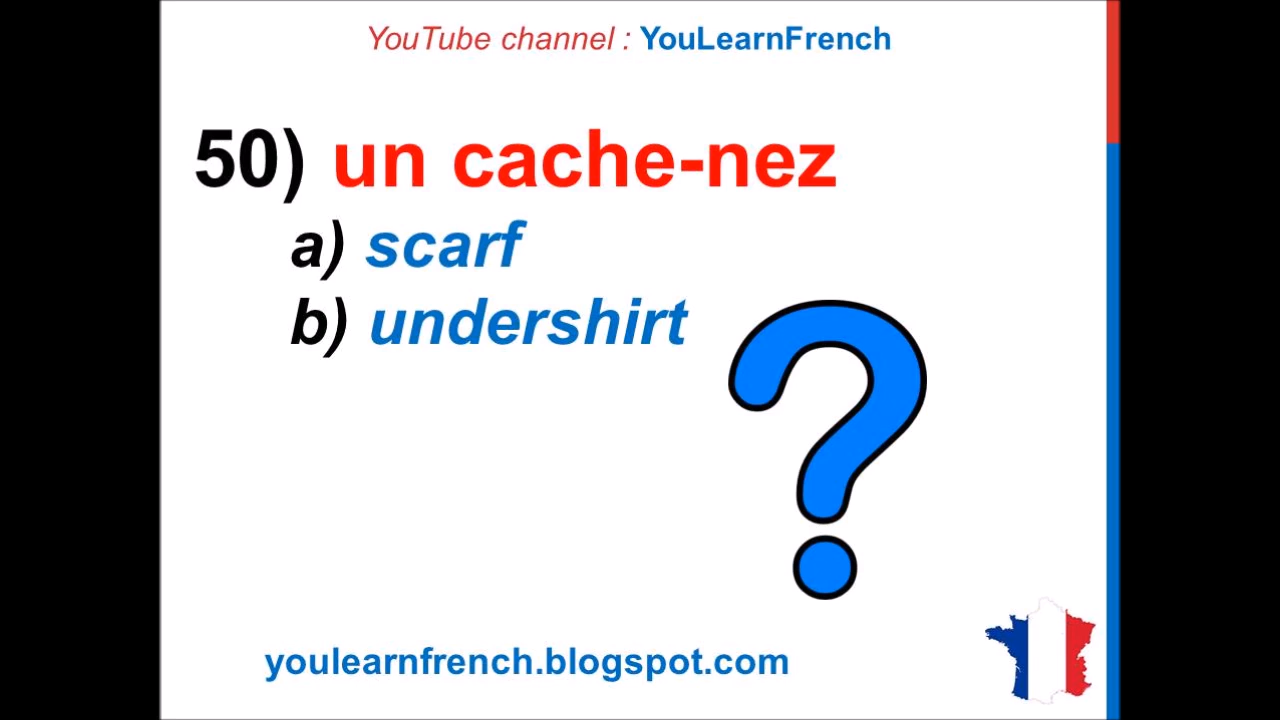 YouTube channel : YouLearnFrench
50) un cache-nez
a) scarf
b) undershirt
?
youlearnfrench.blogspot.com